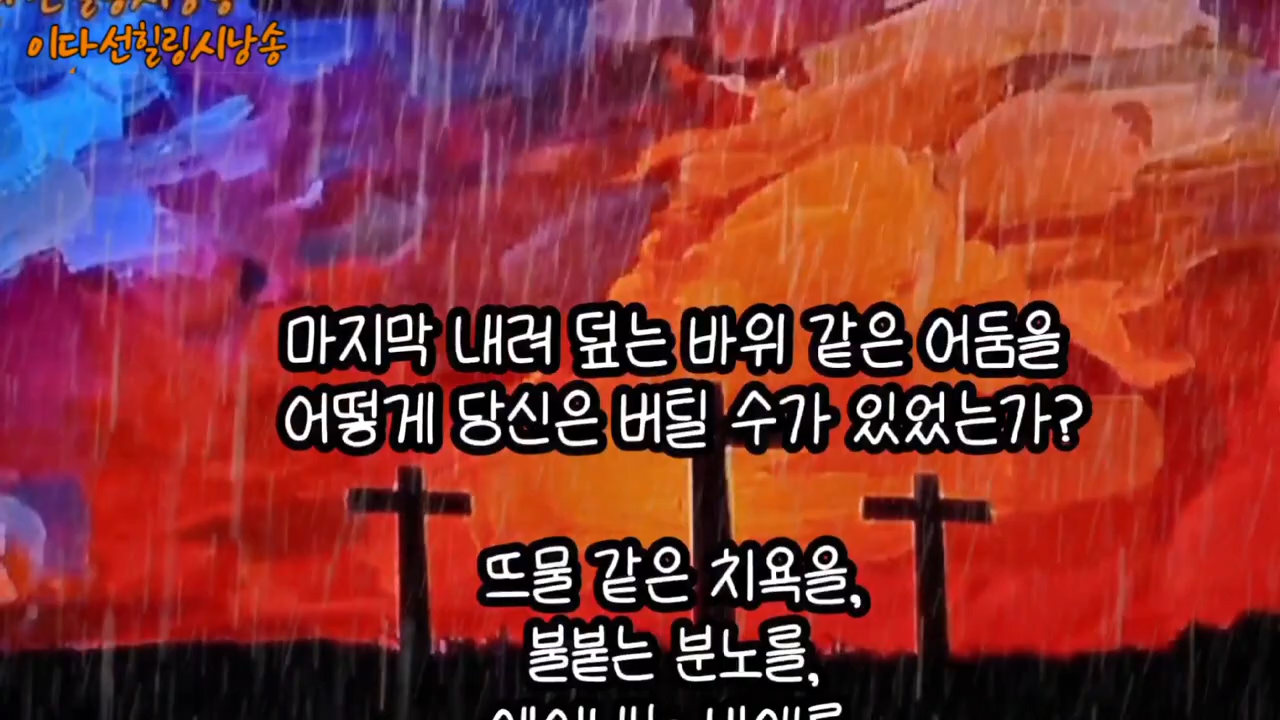 이다선힐링시낭송
마지막 내려 덮는 바위 같은 어둠을
어떻게 당신은 버틸 수가 있었는가?
뜨물 같은 치욕을,
불붙는 분노를,